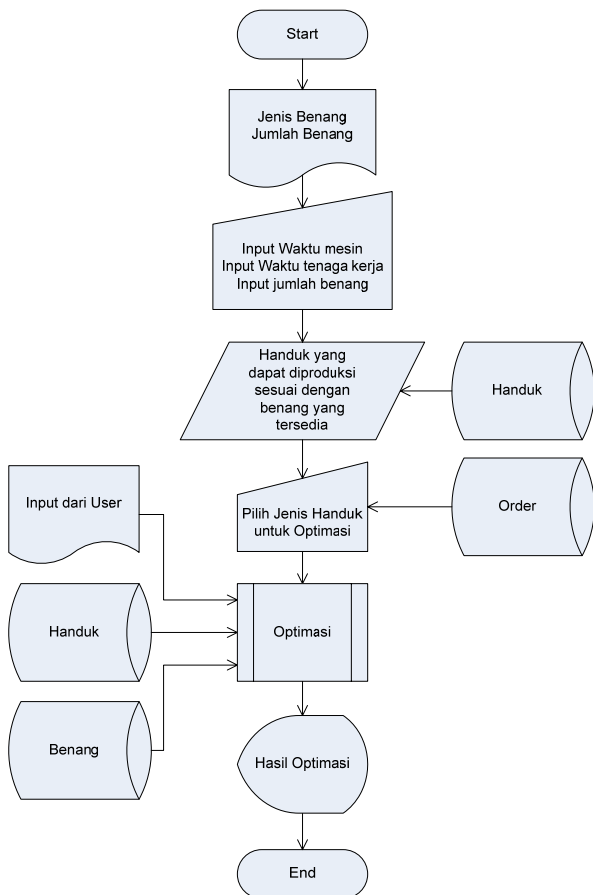 Start
Jenis Benang
Jumlah Benang
Input Waktu mesin
Input Waktu tenaga kerja
Input jumlah benang
Handuk yang
dapat diproduksi
sesuai dengan
benang yang
tersedia
Handuk
Pilih Jenis Handuk
untuk Optimasi
Order
Input dari User
Handuk
Optimasi
Benang
Hasil Optimasi
End